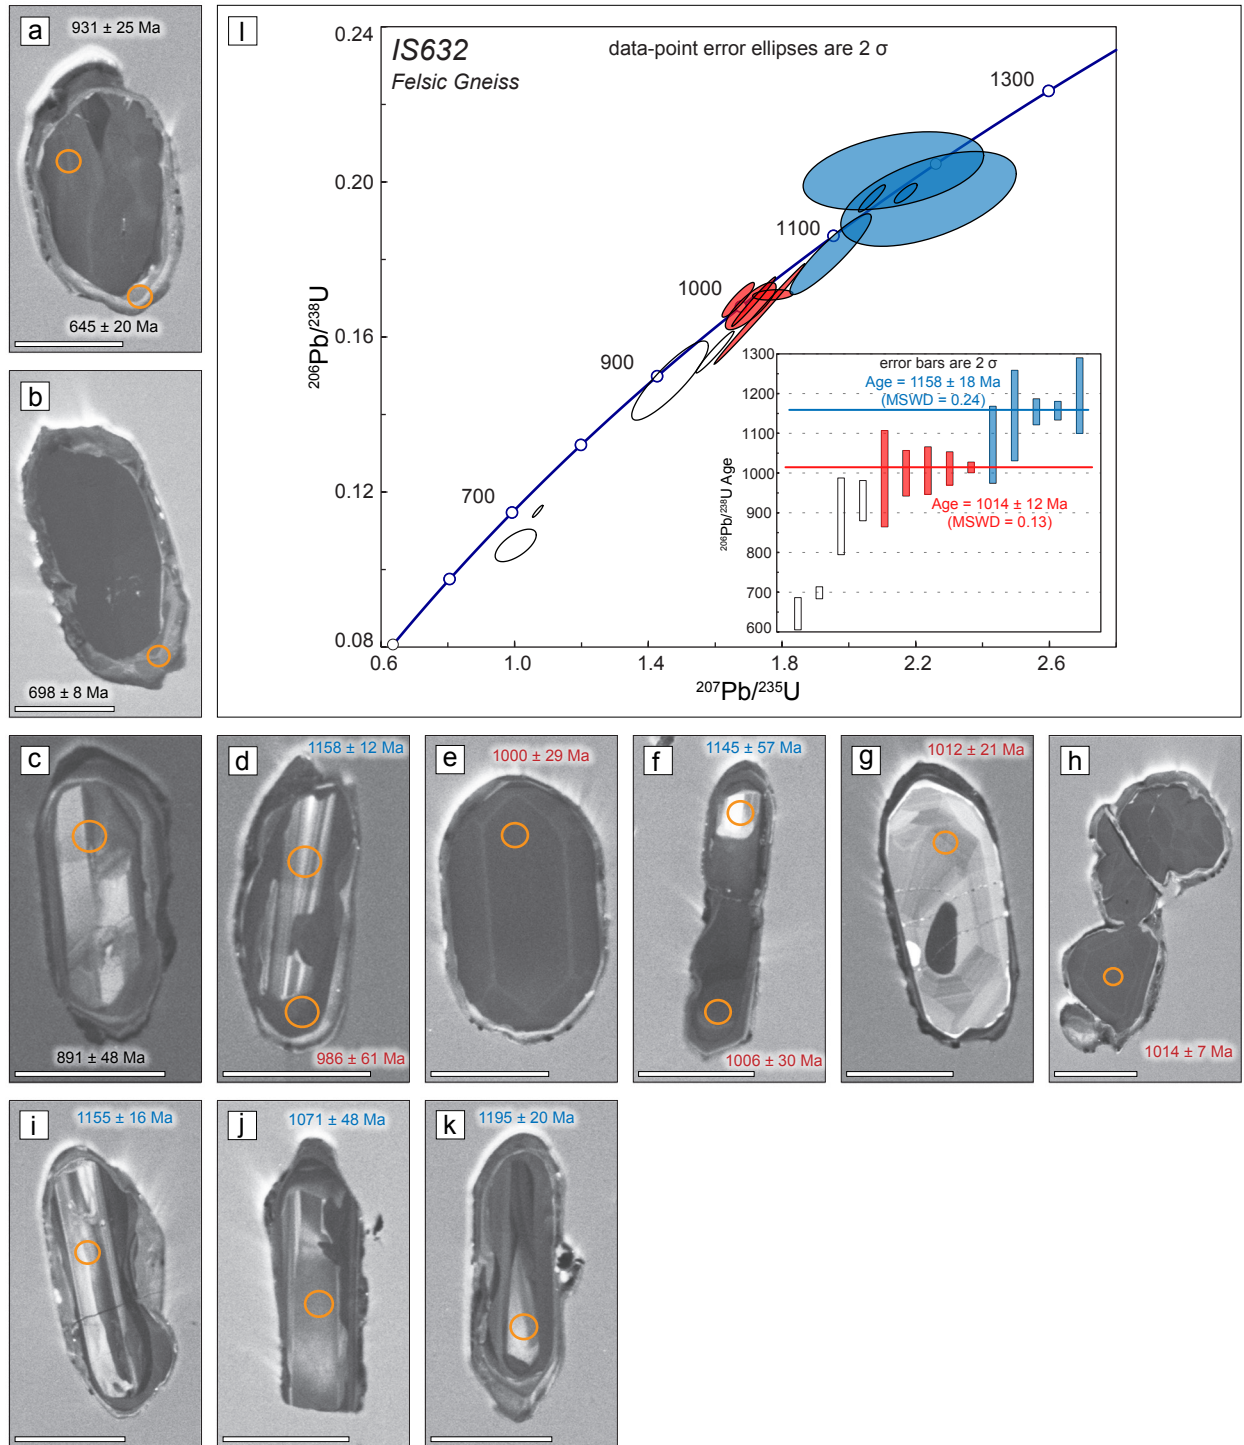 a
931 ± 25 Ma
645 ± 20 Ma
b
698 ± 8 Ma
l
IS632
Felsic Gneiss
data-point error ellipses are 2 σ
0.24
0.20
0.16
0.12
0.08
0.6
1.0
1.4
1.8
2.2
2.6
206Pb/238U
207Pb/235U
700
900
1000
1100
1300
error bars are 2 σ
Age = 1158 ± 18 Ma
(MSWD = 0.24)
Age = 1014 ± 12 Ma
(MSWD = 0.13)
206Pb/238U Age
1300
1200
1100
1000
900
800
700
600
c
891 ± 48 Ma
d
1158 ± 12 Ma
986 ± 61 Ma
e
1000 ± 29 Ma
f
1145 ± 57 Ma
1006 ± 30 Ma
g
1012 ± 21 Ma
h
1014 ± 7 Ma
i
1155 ± 16 Ma
j
1071 ± 48 Ma
k
1195 ± 20 Ma